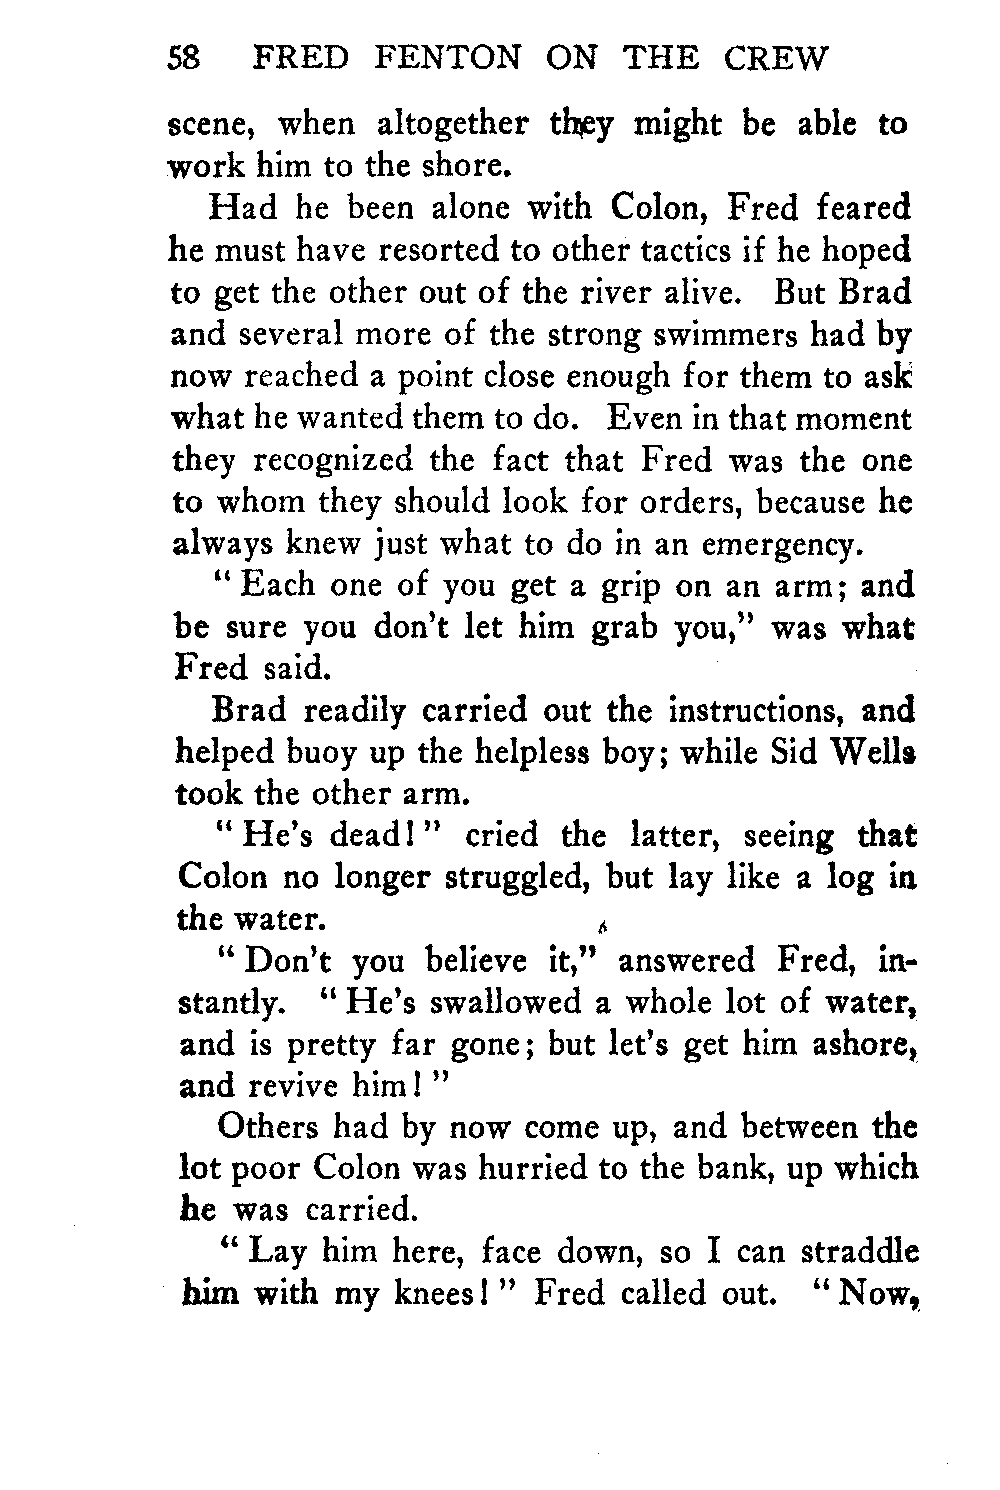 58 FRED FENTON ON THE CREW
scene, when altogether they might be able to
work him to the shore.
Had he been alone with Colon, Fred feared
he must have resorted to other tactics if he hoped
to get the other out of the river alive. But Brad
and several more of the strong swimmers had by
now reached a point close enough for them to ask
what he wanted them to do. Even in that moment
they recognized the fact that Fred was the one
to whom they should look for orders, because he
always knew just what to do in an emergency.
“ Each one of you get a grip on an arm; and
be sure you don’t let him grab you,” was what
Fred said.
Brad readily carried out the instructions, and
helped buoy up the helpless boy; while Sid Wells
took the other arm.
“ He’s dead! ” cried the latter, seeing that
Colon no longer struggled, but lay like a log in
the water.
“ Don’t you believe it,” answered Fred, in-
stantly. “ He’s swallowed a whole lot of water,
and is pretty far gone; but let’s get him ashore,
and revive him! ”
Others had by now come up, and between the
lot poor Colon was hurried to the bank, up which
he was carried.
“ Lay him here, face down, so I can straddle
him with my knees! ” Fred called out. “ Now,